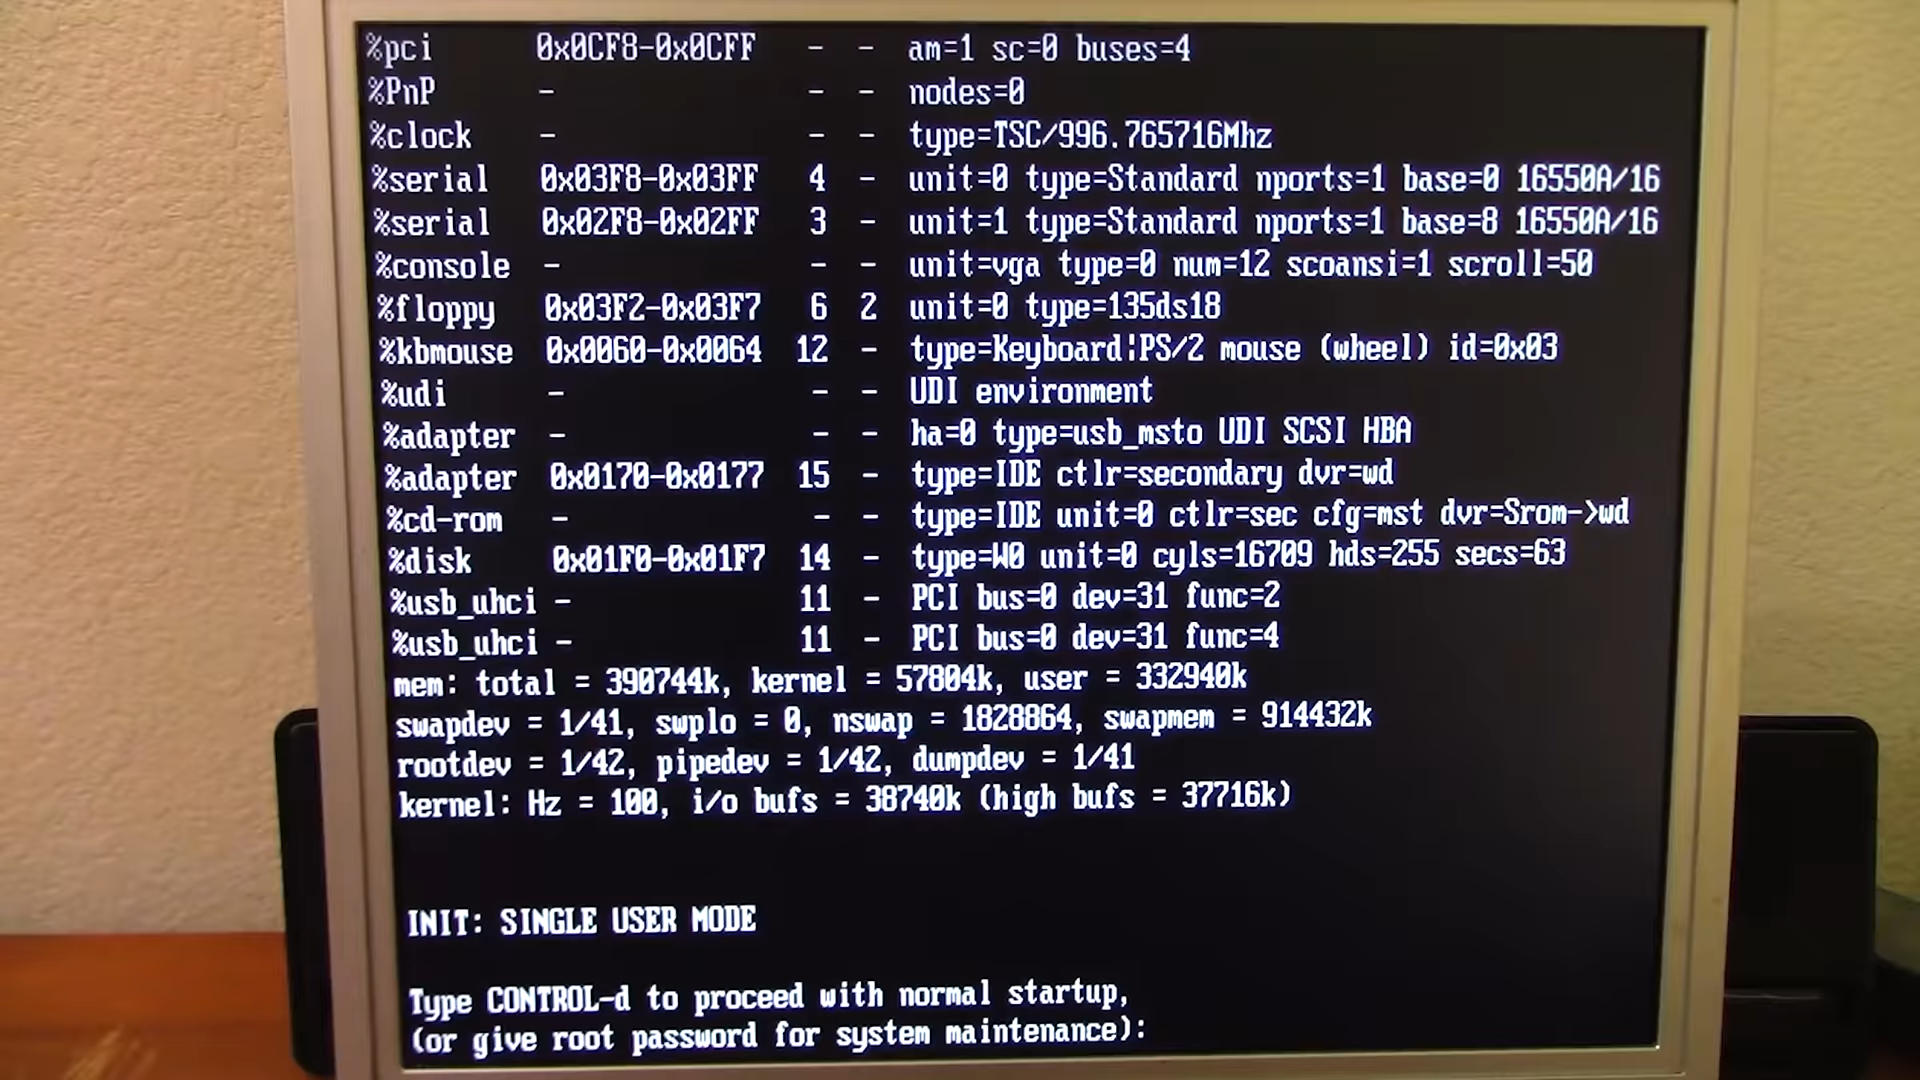 %pci 0x0CF8-0x0CFF - - am=1 sc=0 buses=4
%PnP - - - nodes=0
%clock - - - type=TSC/996.765716Mhz
%serial 0x03F8-0x03FF 4 - unit=0 type=Standard nports=1 base=0 16550A/16
%serial 0x02F8-0x02FF 3 - unit=1 type=Standard nports=1 base=8 16550A/16
%console - - - unit=vga type=0 num=12 scoansi=1 scroll=50
%floppy 0x03F2-0x03F7 6 2 unit=0 type=135ds18
%kbmouse 0x0060-0x0064 12 - type=Keyboard|PS/2 mouse (wheel) id=0x03
%udi - - - UDI environment
%adapter - - - ha=0 type=usb_msto UDI SCSI HBA
%adapter 0x0170-0x0177 15 - type=IDE ctlr=secondary dvr=wd
%cd-rom - - - type=IDE unit=0 ctlr=sec cfg=mst dvr=Srom->wd
%disk 0x01F0-0x01F7 14 - type=W0 unit=0 cyls=16709 hds=255 secs=63
%usb_uhci - 11 - PCI bus=0 dev=31 func=2
%usb_uhci - 11 - PCI bus=0 dev=31 func=4
mem: total = 390744k, kernel = 57804k, user = 332940k
swapdev = 1/41, swplo = 0, nswap = 1828864, swapmem = 914432k
rootdev = 1/42, pipedev = 1/42, dumpdev = 1/41
kernel: Hz = 100, i/o bufs = 38740k (high bufs = 37716k)
INIT: SINGLE USER MODE
Type CONTROL-d to proceed with normal startup,
(or give root password for system maintenance):